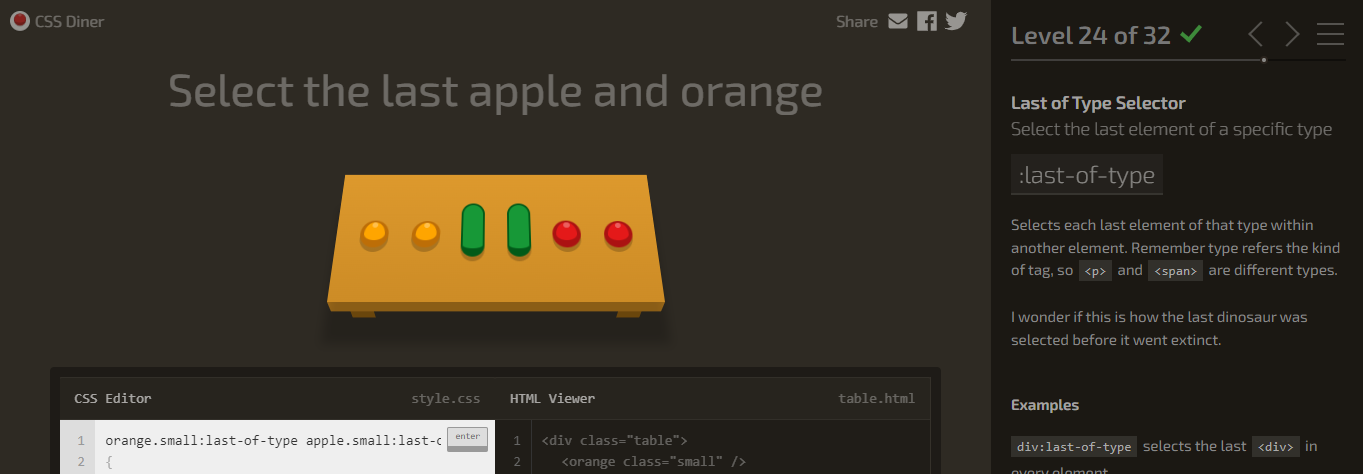 CSS Diner
Share
Select the last apple and orange
CSS Editor
style.css
HTML Viewer
table.html
1
orange.small:last-of-type apple.small:last-c
enter
2
{
1
<div class="table">
2
<orange class="small" />
Level 24 of 32
Last of Type Selector
Select the last element of a specific type
:last-of-type
Selects each last element of that type within
another element. Remember type refers the kind
of tag, so <p> and <span> are different types.
I wonder if this is how the last dinosaur was
selected before it went extinct.
Examples
div:last-of-type selects the last <div> in
every element.